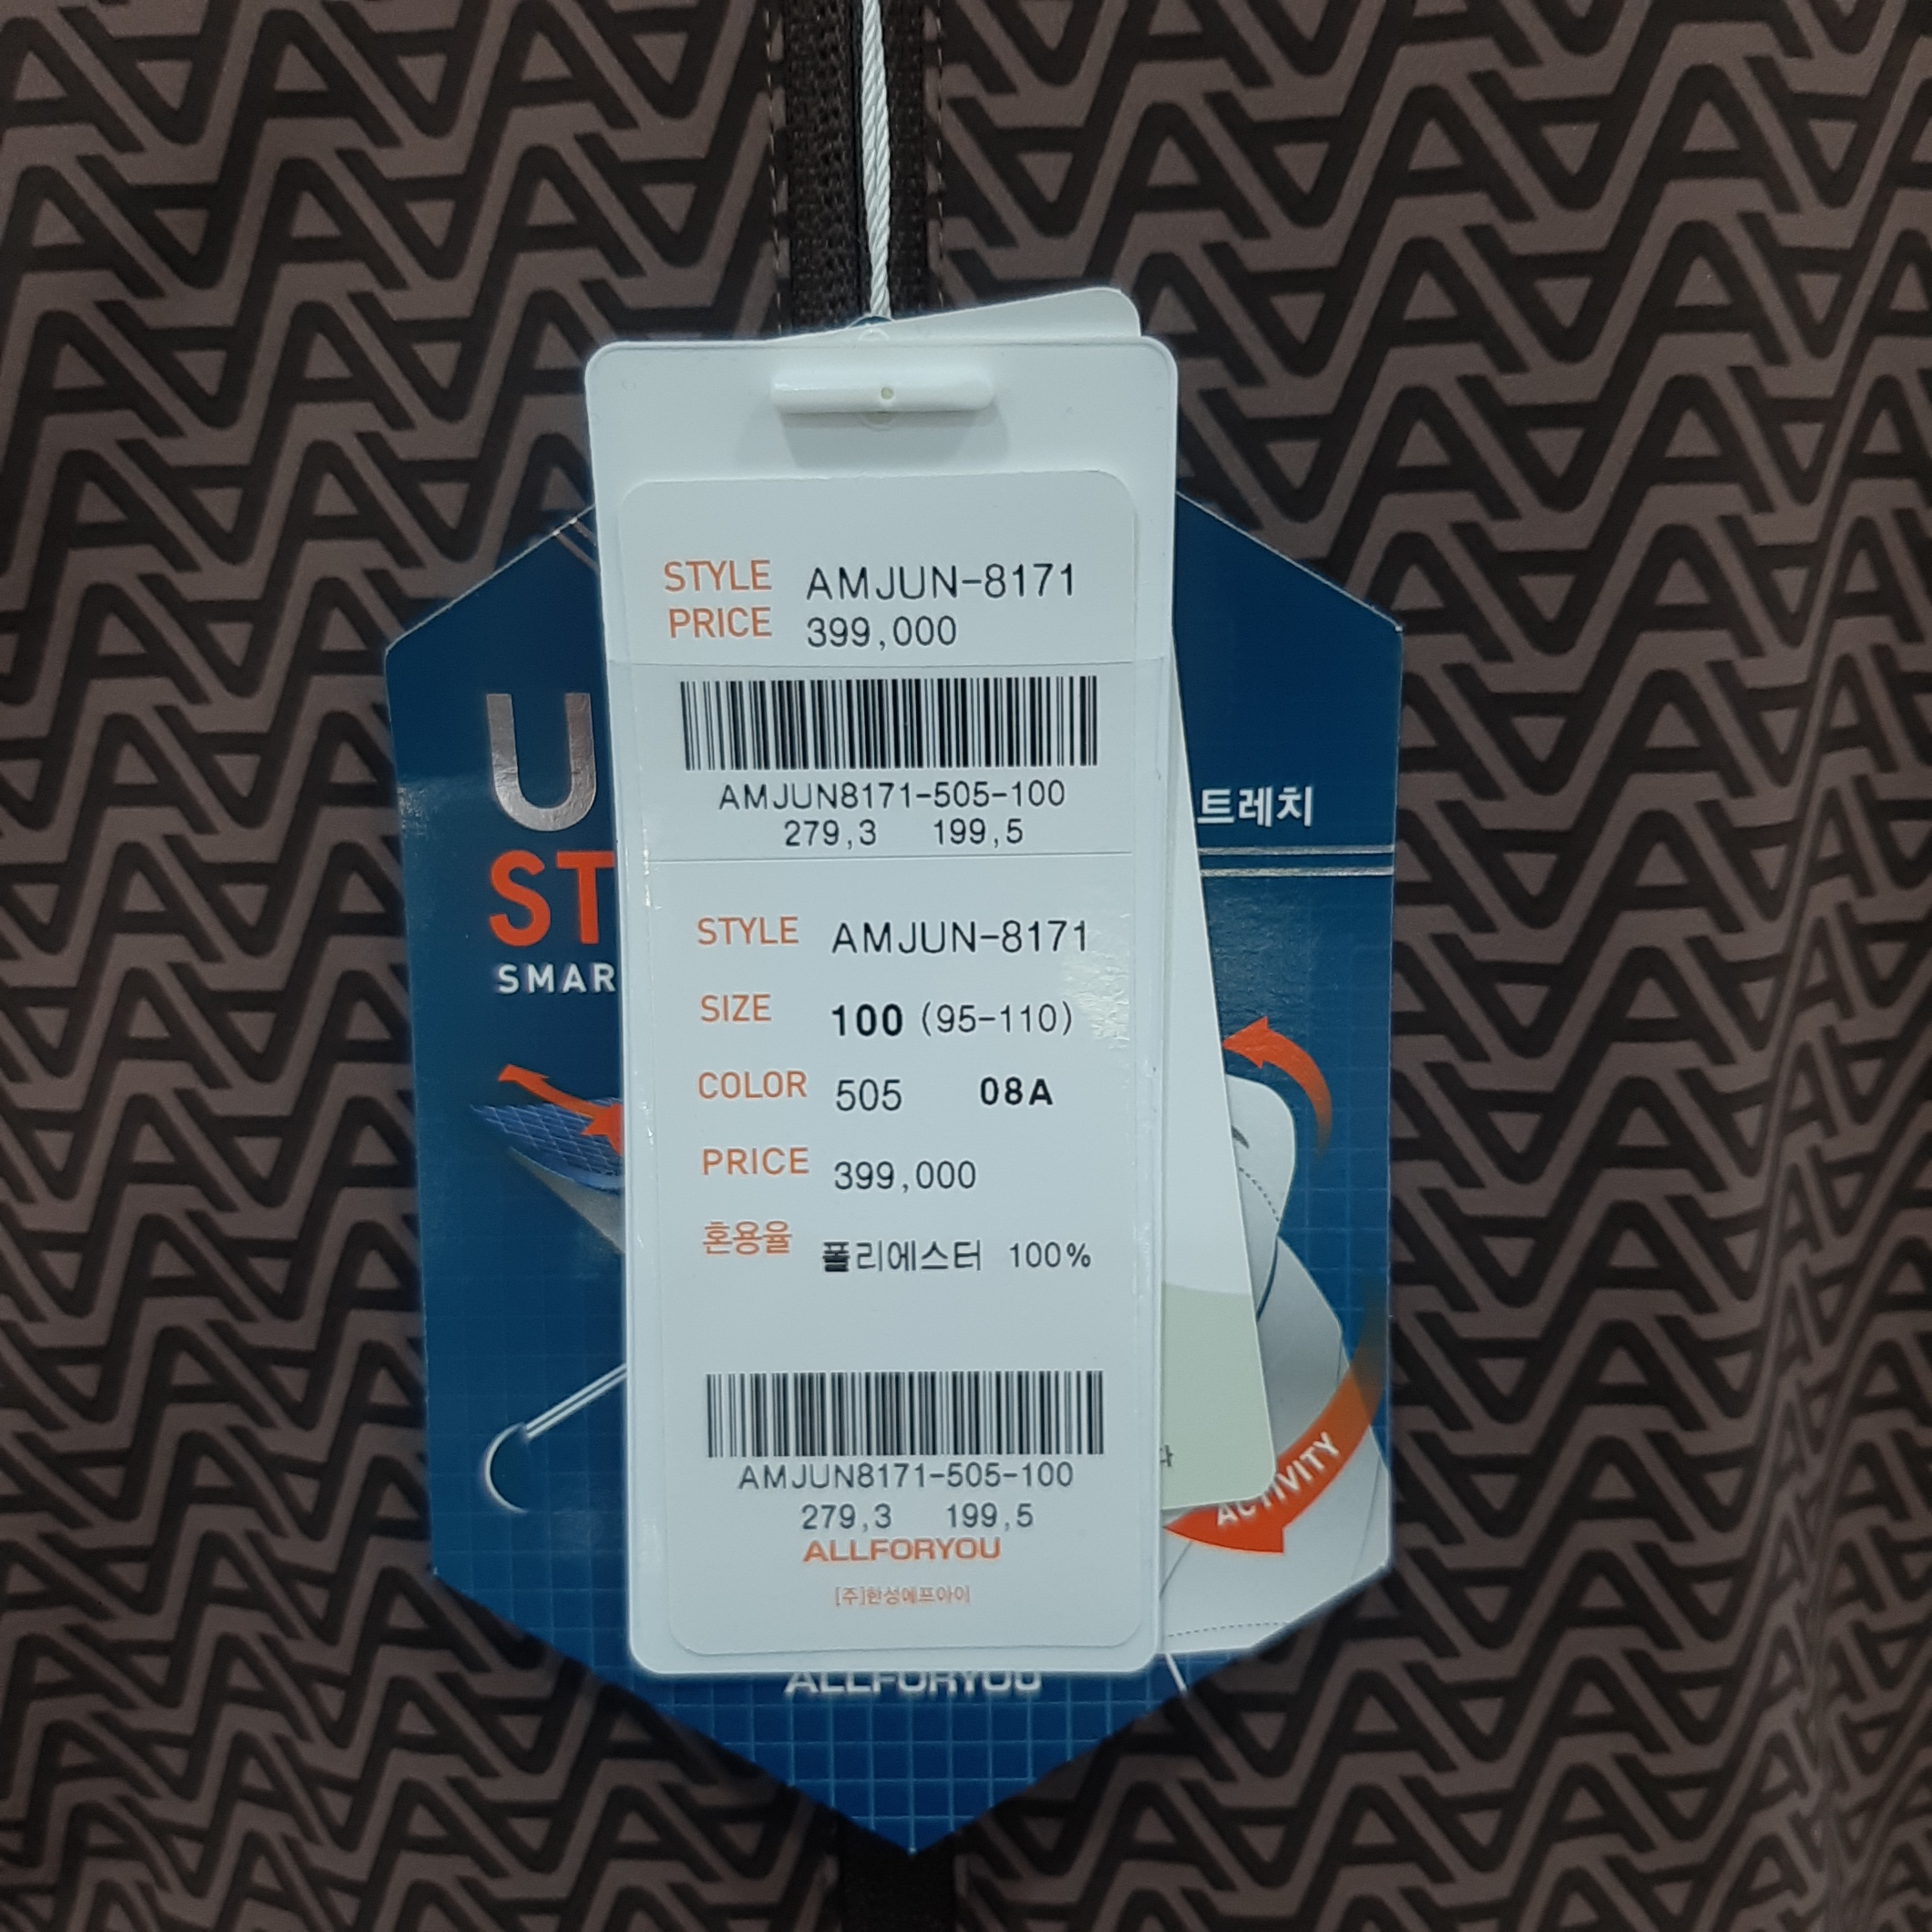 STYLE AMJUN-8171
PRICE 399,000
AMJUN8171-505-100
279,3 199,5
STYLE AMJUN-8171
SIZE 100 (95-110)
COLOR 505 08A
PRICE 399,000
혼용율 폴리에스터 100%
AMJUN8171-505-100
279,3 199,5
ALLFORYOU
[주]한성에프아이
U
ST
SMAR
트레치
ACTIVITY
다
ALLFORYOU